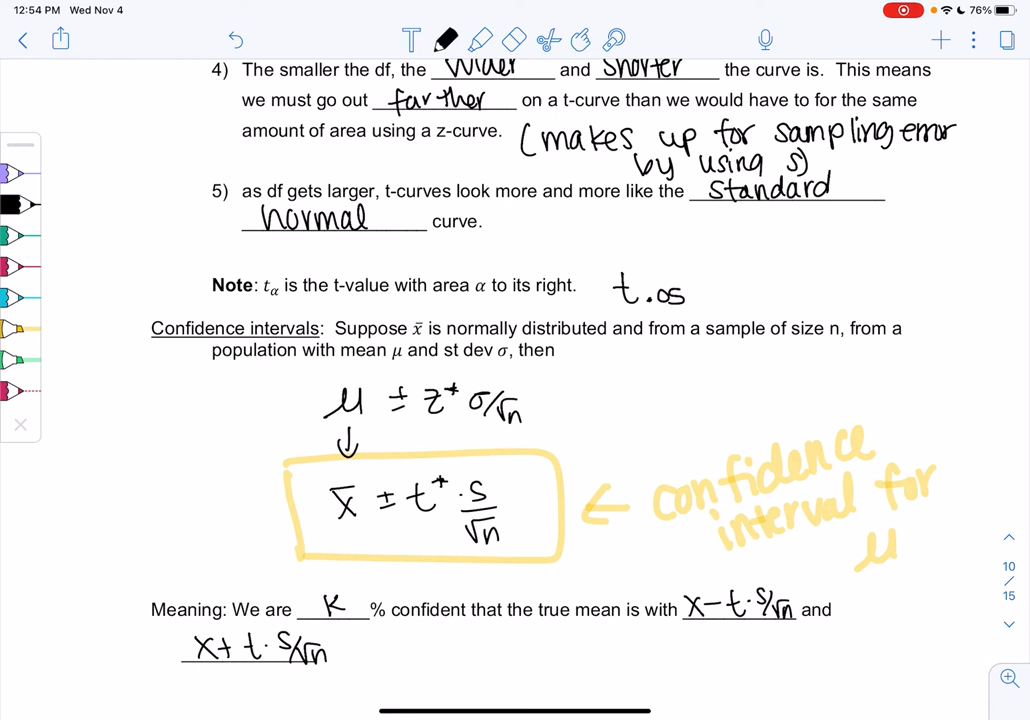 12:54 PM Wed Nov 4
76%
4) The smaller the df, the wider and shorter the curve is. This means
we must go out farther on a t-curve than we would have to for the same
amount of area using a z-curve. (makes up for sampling error
by using s)
5) as df gets larger, t-curves look more and more like the standard
normal curve.
Note: tα is the t-value with area α to its right. t.05
Confidence intervals: Suppose x̄ is normally distributed and from a sample of size n, from a
population with mean μ and st dev σ, then
μ ± z* σ/√n
↓
x̄ ± t* · s/√n ← confidence
interval for
μ
Meaning: We are K % confident that the true mean is with x − t · s/√n and
x + t · s/√n
10
/
15